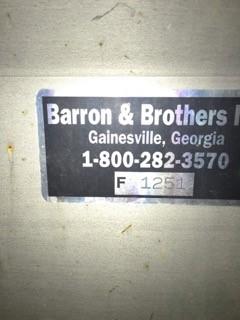 Barron & Brothers
Gainesville, Georgia
1-800-282-3570
F 1251